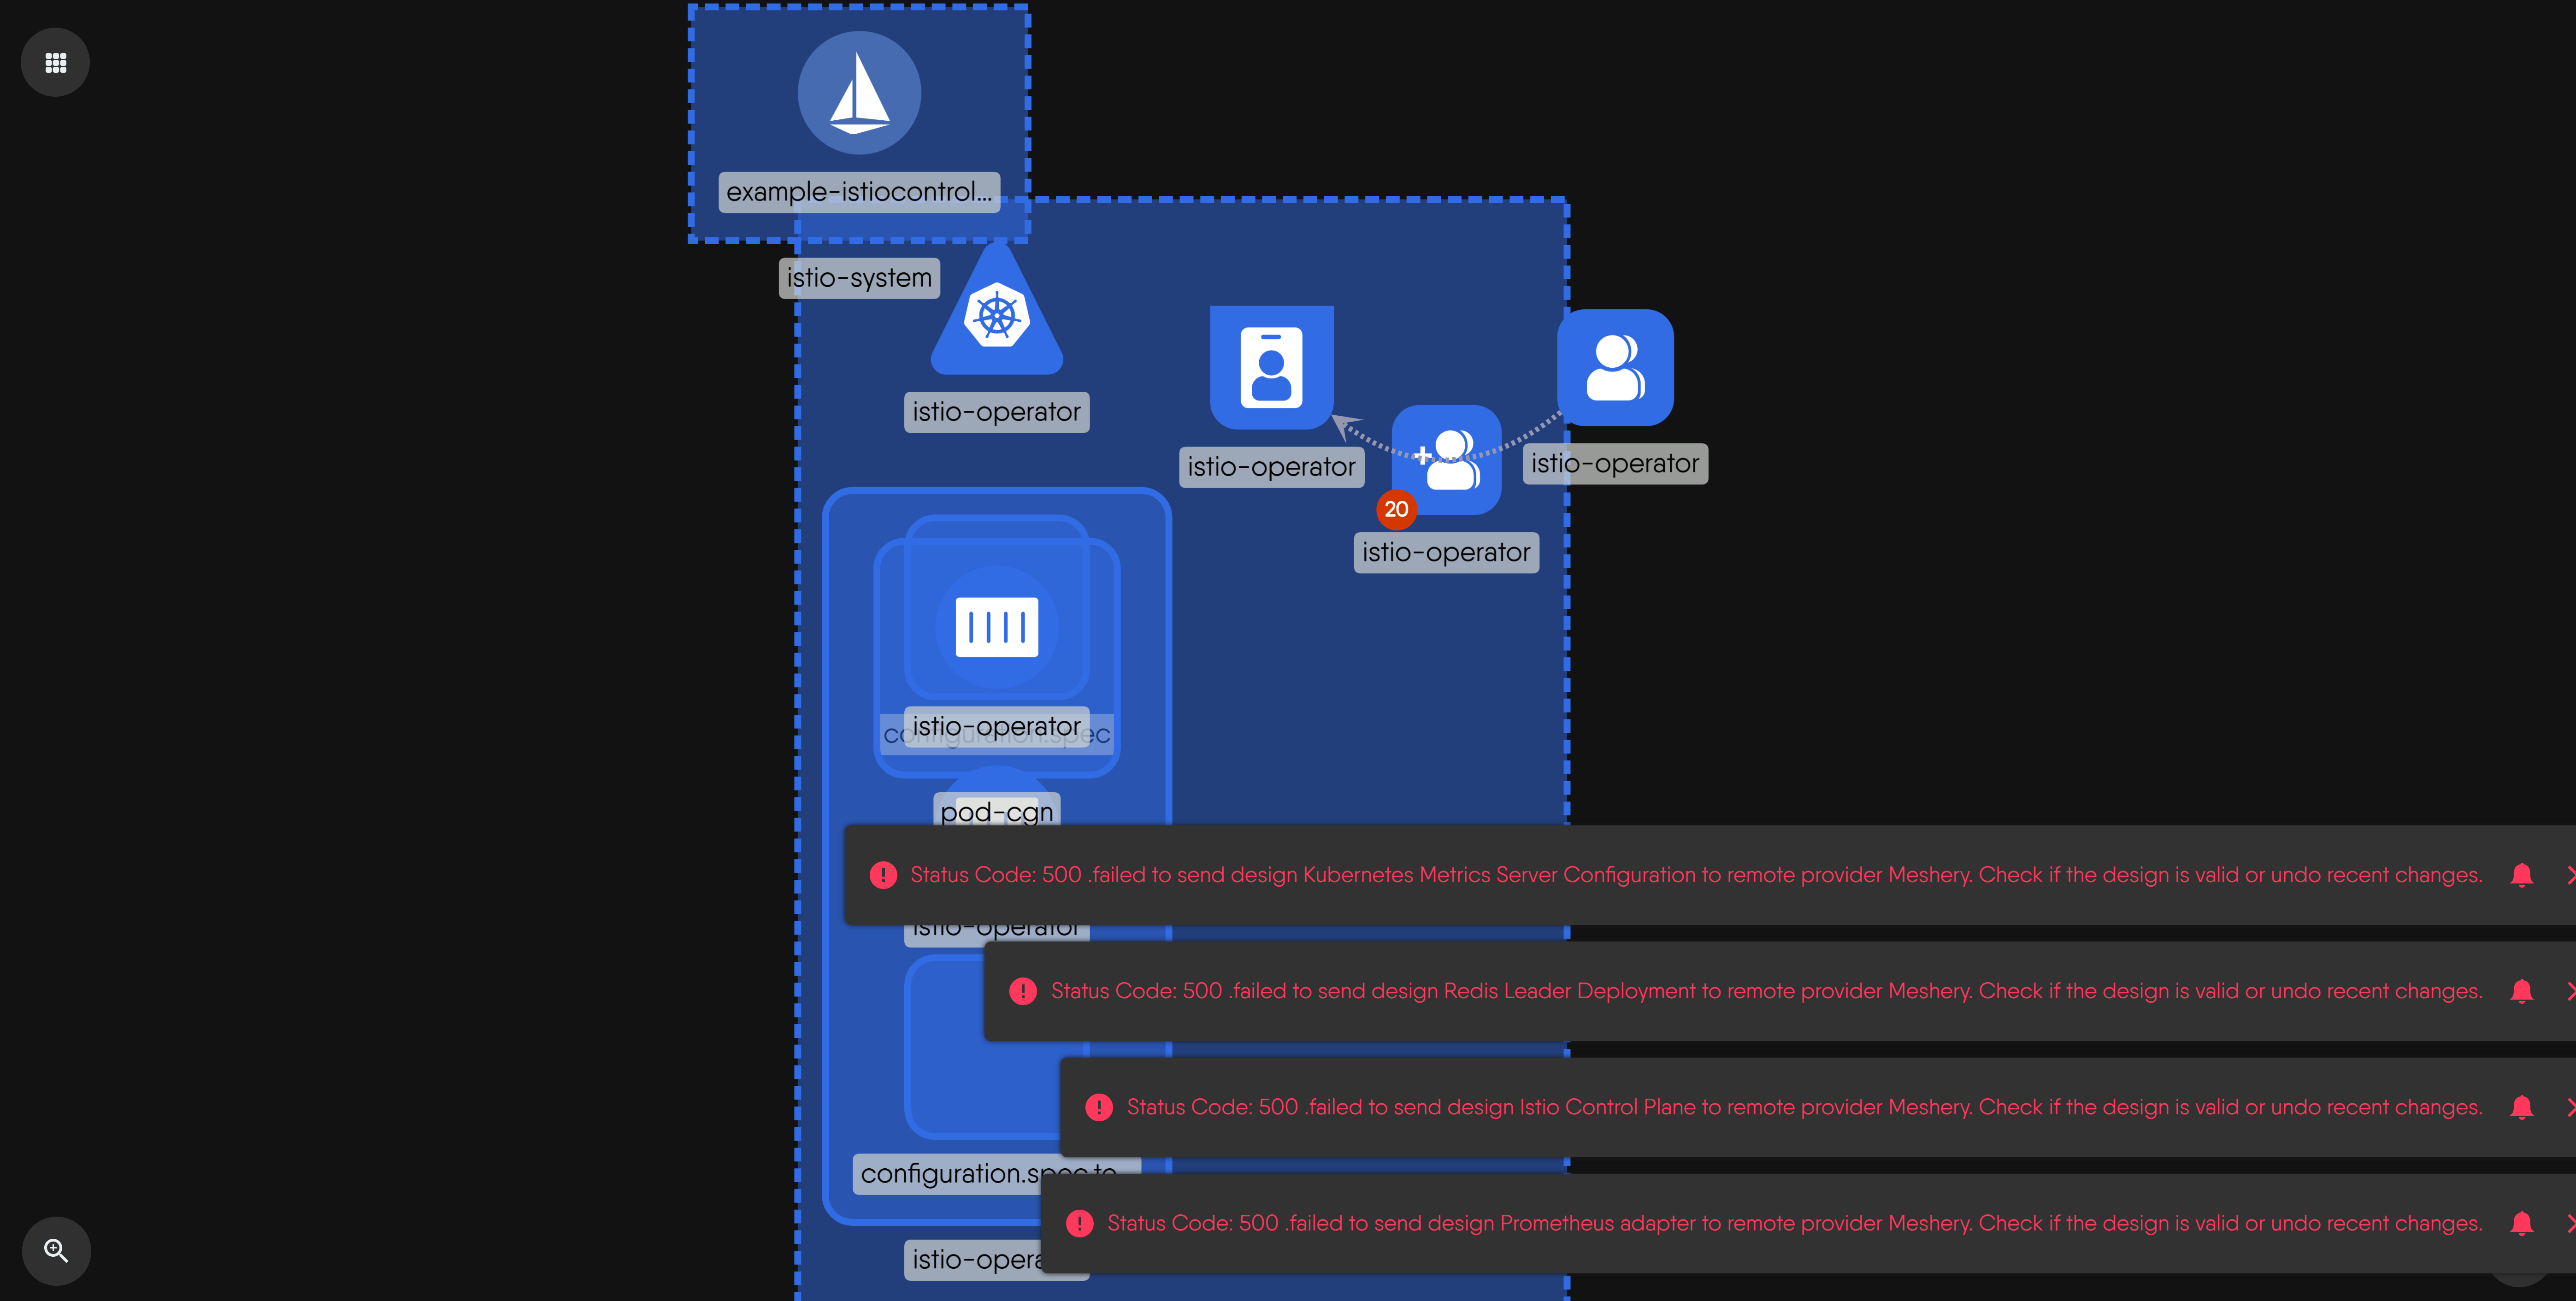 example-istiocontrol...
istio-system
istio-operator
istio-operator
istio-operator
20
istio-operator
istio-operator
configuration.spec
pod-cgn
Status Code: 500 .failed to send design Kubernetes Metrics Server Configuration to remote provider Meshery. Check if the design is valid or undo recent changes.
istio-operator
Status Code: 500 .failed to send design Redis Leader Deployment to remote provider Meshery. Check if the design is valid or undo recent changes.
Status Code: 500 .failed to send design Istio Control Plane to remote provider Meshery. Check if the design is valid or undo recent changes.
configuration.spec.te
Status Code: 500 .failed to send design Prometheus adapter to remote provider Meshery. Check if the design is valid or undo recent changes.
istio-opera